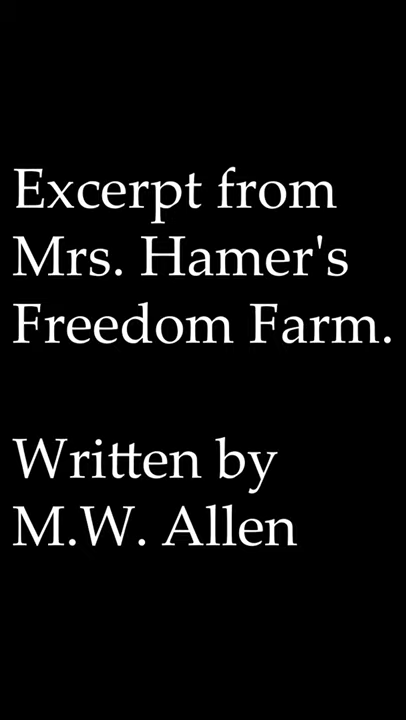 Excerpt from
Mrs. Hamer's
Freedom Farm.
Written by
M.W. Allen